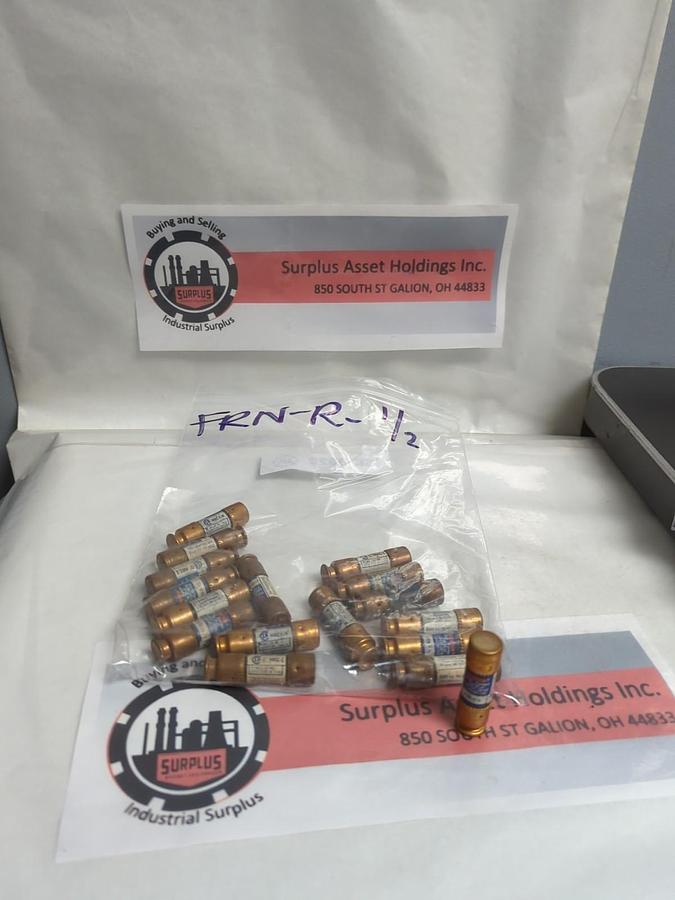 Buying and Selling
SURPLUS
Industrial Surplus
Surplus Asset Holdings Inc.
850 SOUTH ST GALION, OH 44833
FRN-R-1/2
Buying and
SURPLUS
Industrial Surplus
Surplus Asset Holdings Inc.
850 SOUTH ST GALION, OH 44833